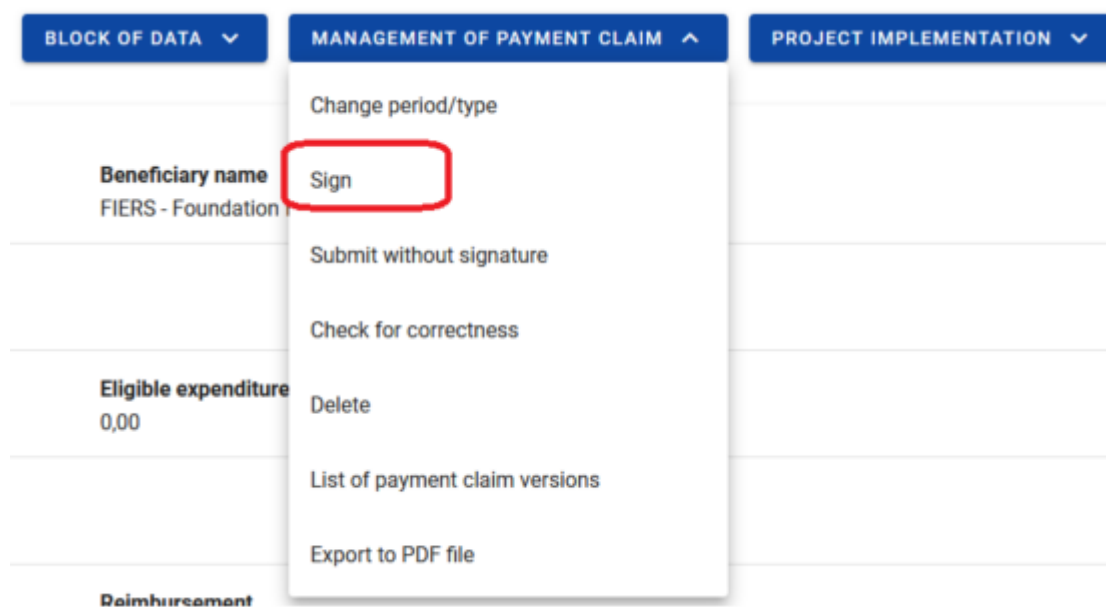 BLOCK OF DATA
MANAGEMENT OF PAYMENT CLAIM
PROJECT IMPLEMENTATION
Change period/type
Beneficiary name
Sign
FIERS - Foundation
Submit without signature
Check for correctness
Eligible expenditure
Delete
0,00
List of payment claim versions
Export to PDF file
Reimbursement